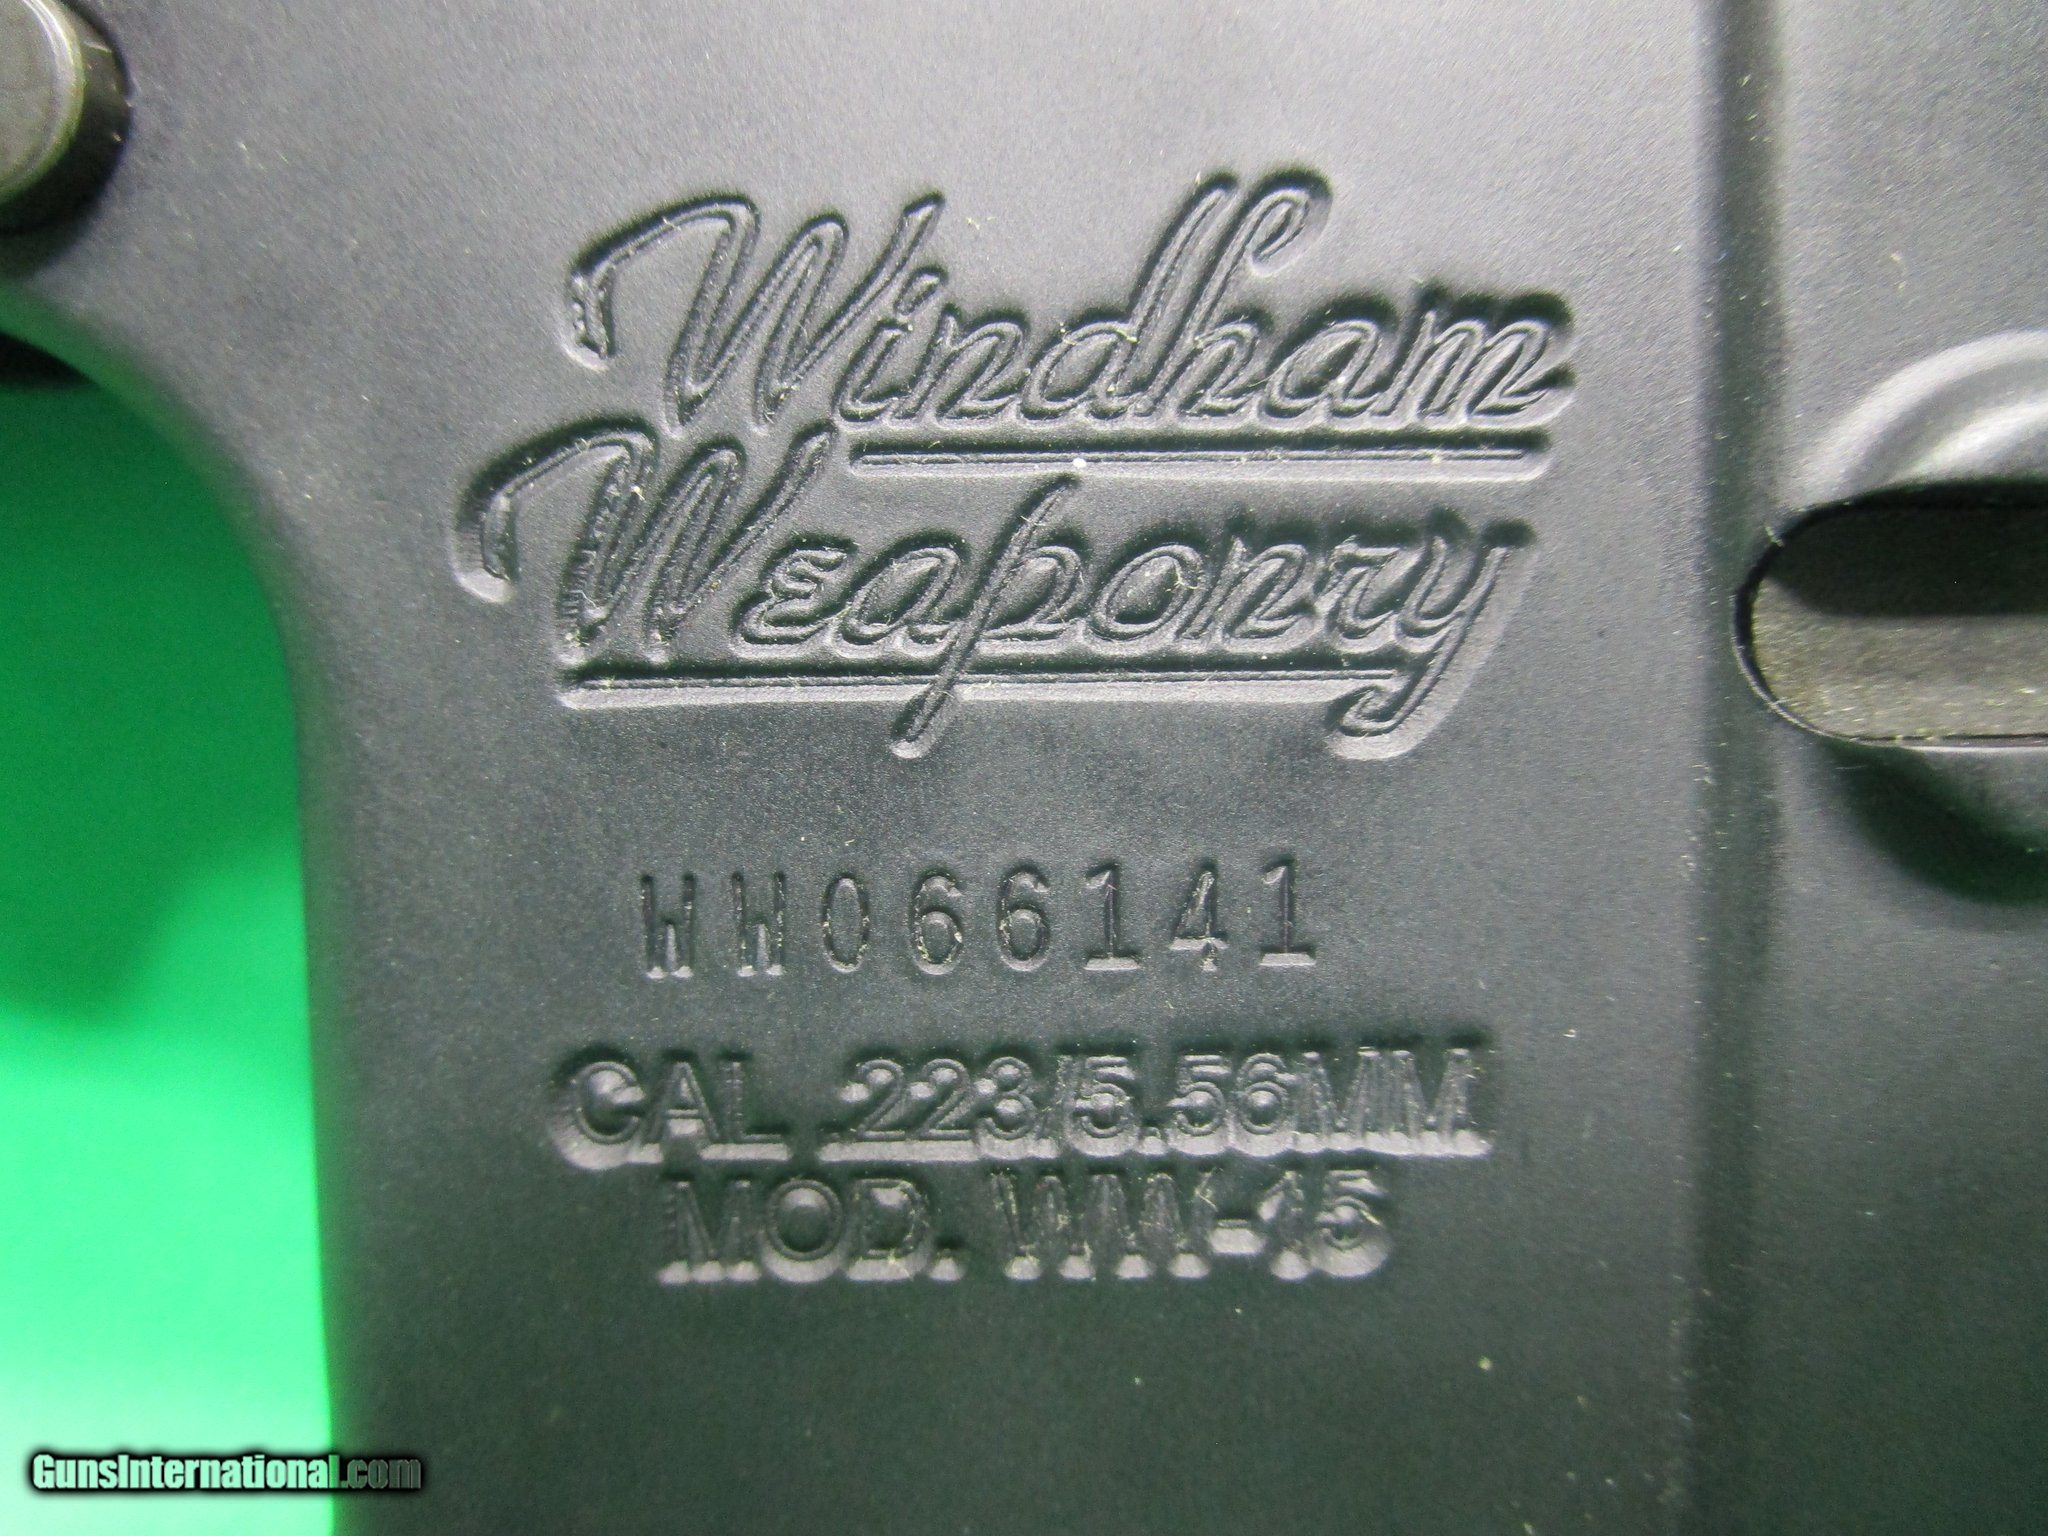 Windham
Weaponry
WW066141
CAL .223/5.56MM
MOD. WW-15
GunsInternational.com